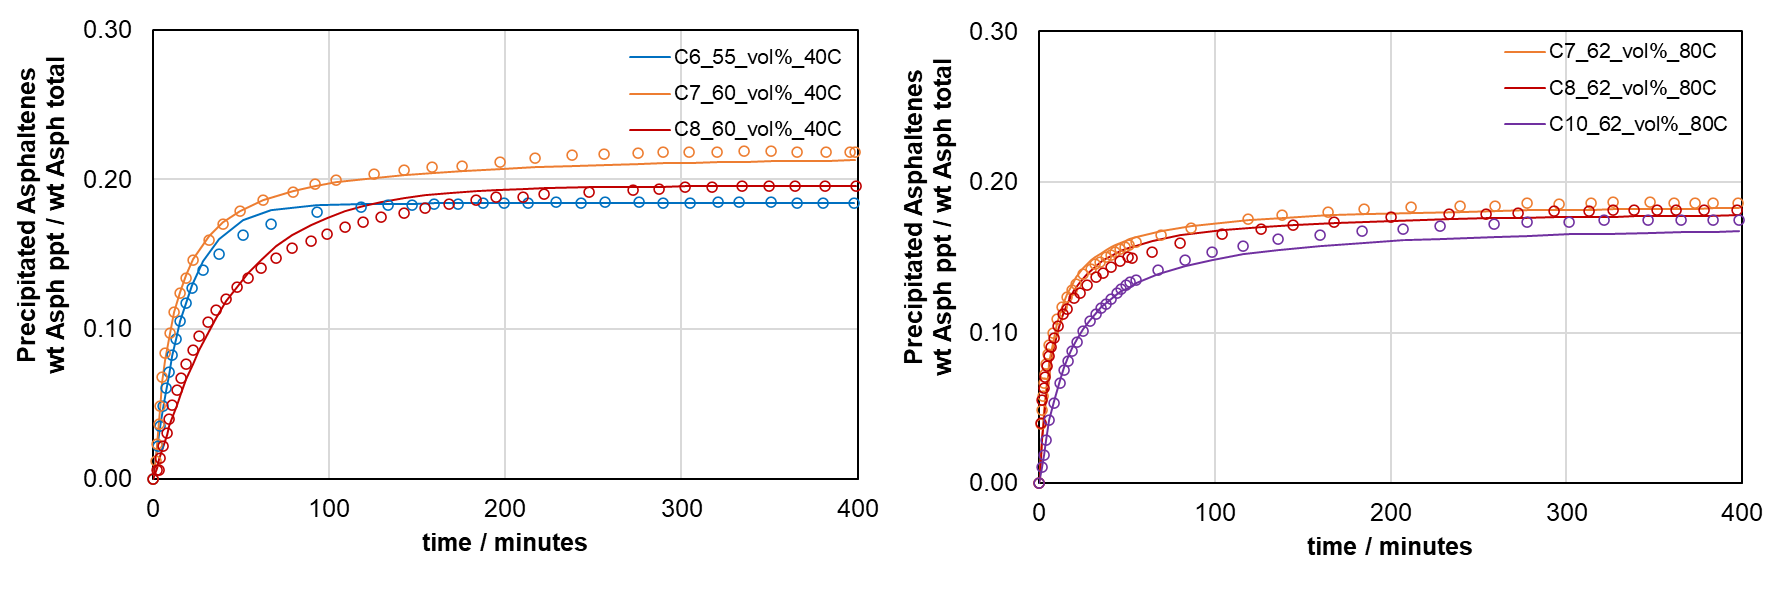 Precipitated Asphaltenes
wt Asph ppt / wt Asph total
0.30
0.20
0.10
0.00
C6_55_vol%_40C
C7_60_vol%_40C
C8_60_vol%_40C
0 100 200 300 400
time / minutes
Precipitated Asphaltenes
wt Asph ppt / wt Asph total
0.30
0.20
0.10
0.00
C7_62_vol%_80C
C8_62_vol%_80C
C10_62_vol%_80C
0 100 200 300 400
time / minutes